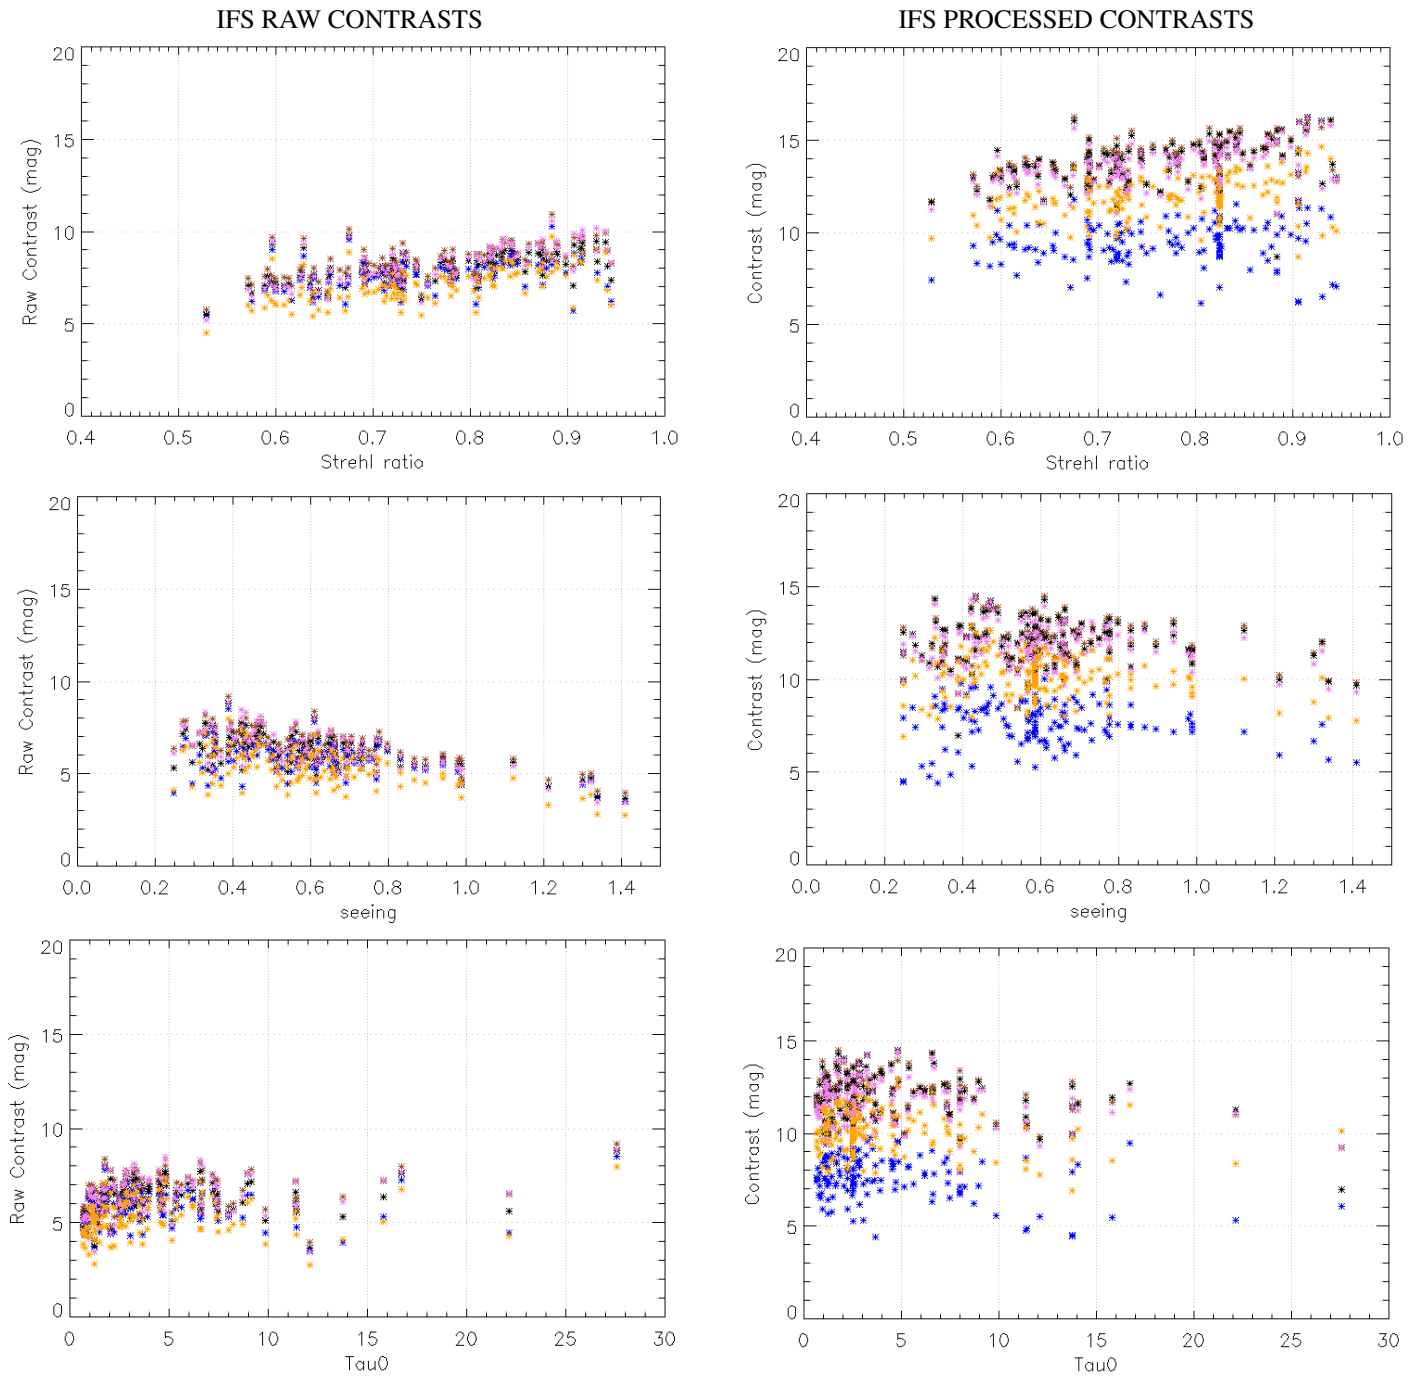 IFS RAW CONTRASTS
20
15
10
5
0
Raw Contrast (mag)
0.4 0.5 0.6 0.7 0.8 0.9 1.0
Strehl ratio
IFS PROCESSED CONTRASTS
20
15
10
5
0
Contrast (mag)
0.4 0.5 0.6 0.7 0.8 0.9 1.0
Strehl ratio
20
15
10
5
0
Raw Contrast (mag)
0.0 0.2 0.4 0.6 0.8 1.0 1.2 1.4
seeing
20
15
10
5
0
Contrast (mag)
0.0 0.2 0.4 0.6 0.8 1.0 1.2 1.4
seeing
20
15
10
5
0
Raw Contrast (mag)
0 5 10 15 20 25 30
Tau0
20
15
10
5
0
Contrast (mag)
0 5 10 15 20 25 30
Tau0